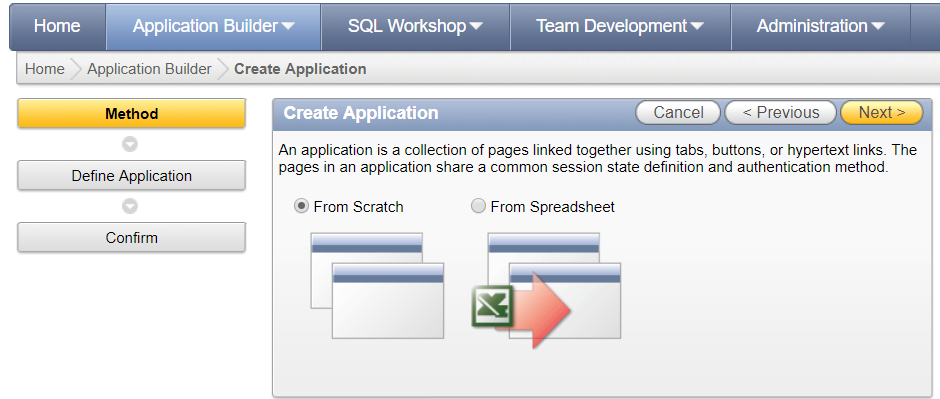 Home Application Builder SQL Workshop Team Development Administration
Home Application Builder Create Application
Method
Define Application
Confirm
Create Application Cancel < Previous Next >
An application is a collection of pages linked together using tabs, buttons, or hypertext links. The
pages in an application share a common session state definition and authentication method.
From Scratch From Spreadsheet